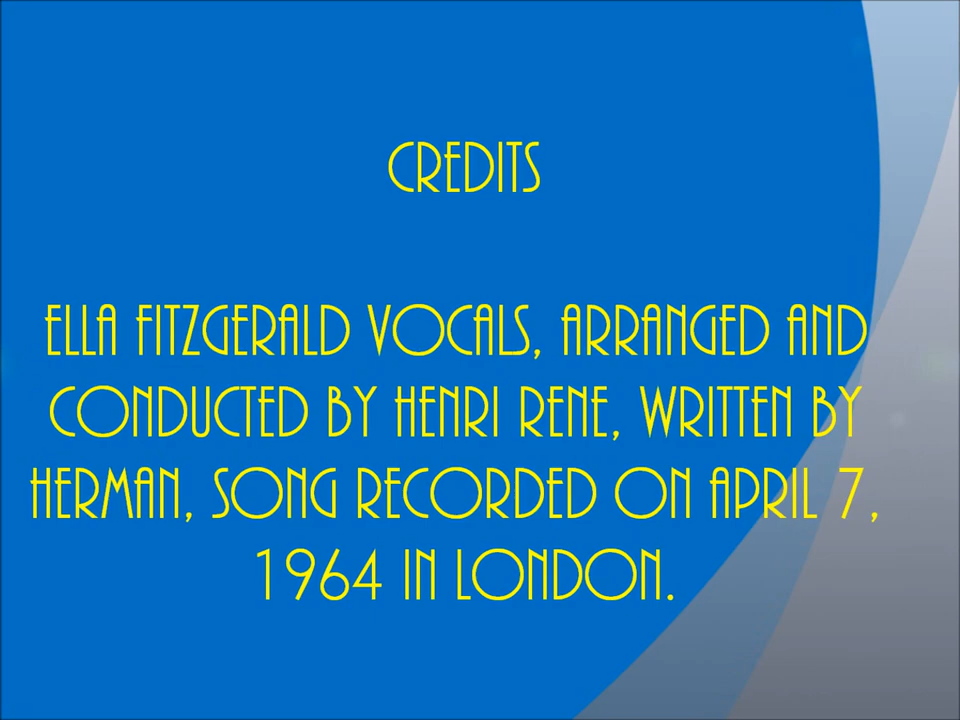 CREDITS
ELLA FITZGERALD VOCALS, ARRANGED AND
CONDUCTED BY HENRI RENE, WRITTEN BY
HERMAN, SONG RECORDED ON APRIL 7,
1964 IN LONDON.